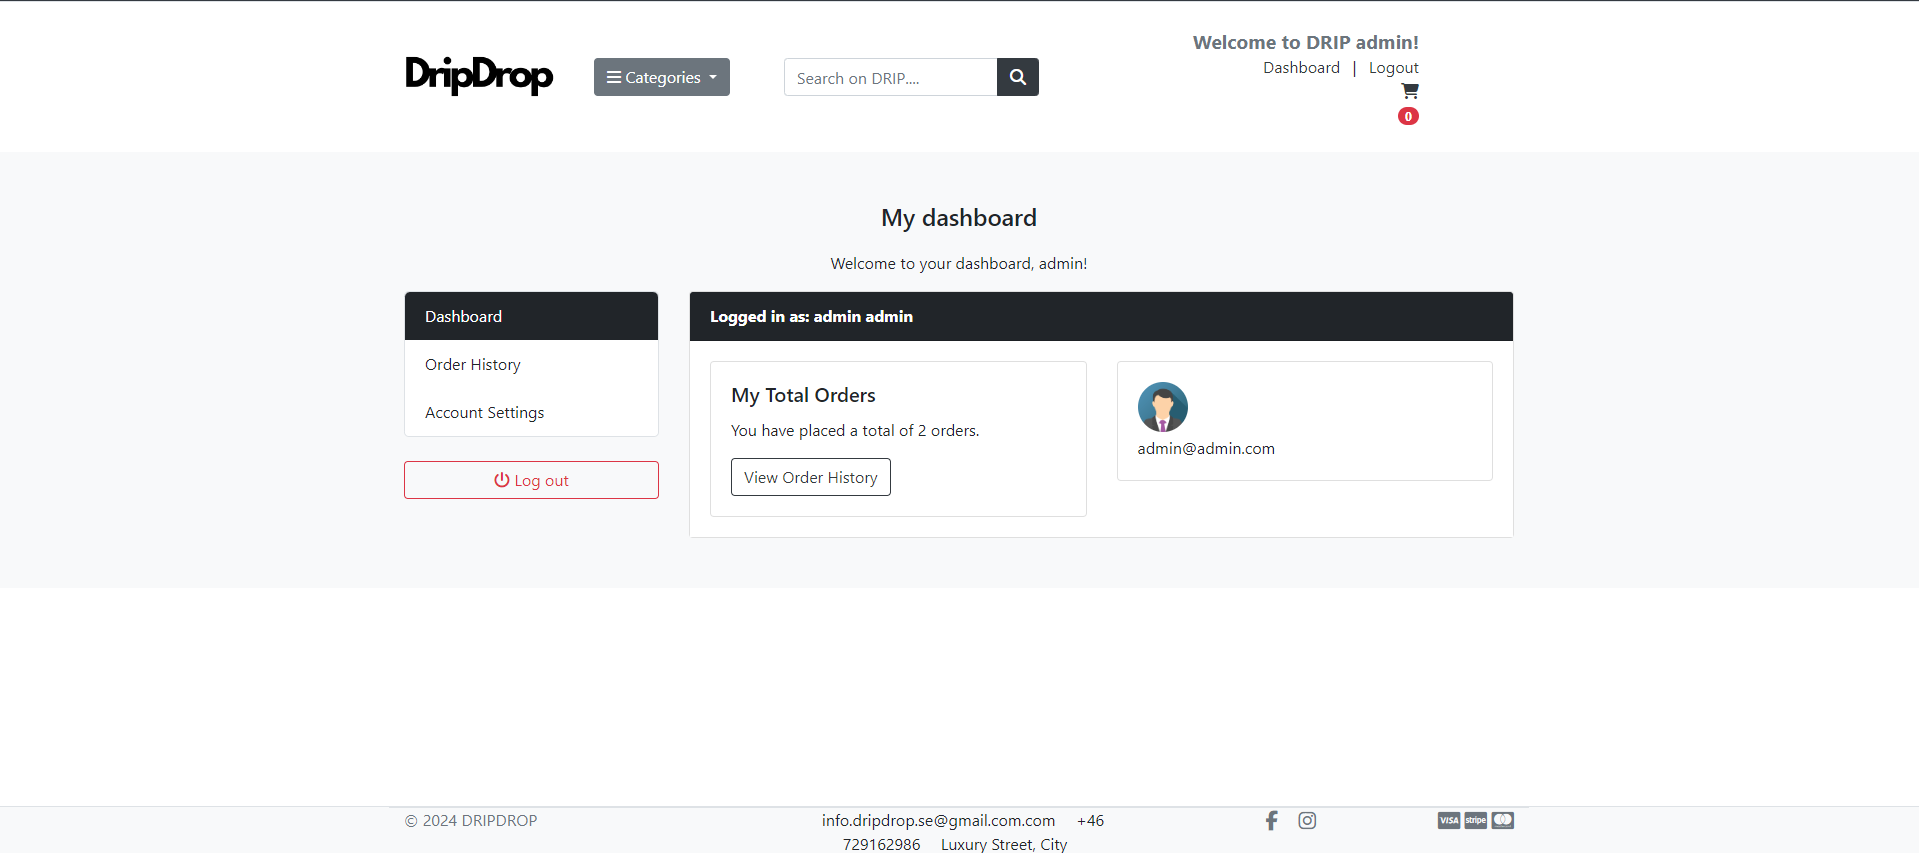 DripDrop
Categories
Search on DRIP....
Welcome to DRIP admin!
Dashboard | Logout
0
My dashboard
Welcome to your dashboard, admin!
Dashboard
Order History
Account Settings
Log out
Logged in as: admin admin
My Total Orders
You have placed a total of 2 orders.
View Order History
admin@admin.com
© 2024 DRIPDROP
info.dripdrop.se@gmail.com.com +46
729162986 Luxury Street, City
VISA stripe